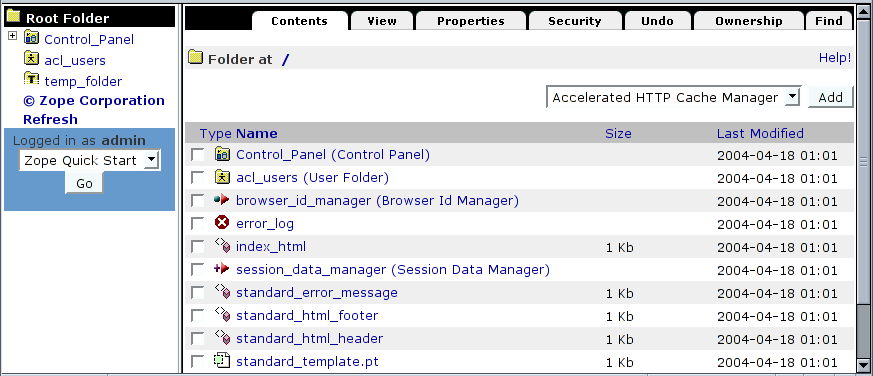 Root Folder
Control_Panel
acl_users
temp_folder
© Zope Corporation
Refresh
Logged in as admin
Zope Quick Start
Go
Contents View Properties Security Undo Ownership Find
Folder at / Help!
Accelerated HTTP Cache Manager Add
Type Name Size Last Modified
Control_Panel (Control Panel) 2004-04-18 01:01
acl_users (User Folder) 2004-04-18 01:01
browser_id_manager (Browser Id Manager) 2004-04-18 01:01
error_log 2004-04-18 01:01
index_html 1 Kb 2004-04-18 01:01
session_data_manager (Session Data Manager) 2004-04-18 01:01
standard_error_message 1 Kb 2004-04-18 01:01
standard_html_footer 1 Kb 2004-04-18 01:01
standard_html_header 1 Kb 2004-04-18 01:01
standard_template.pt 1 Kb 2004-04-18 01:01